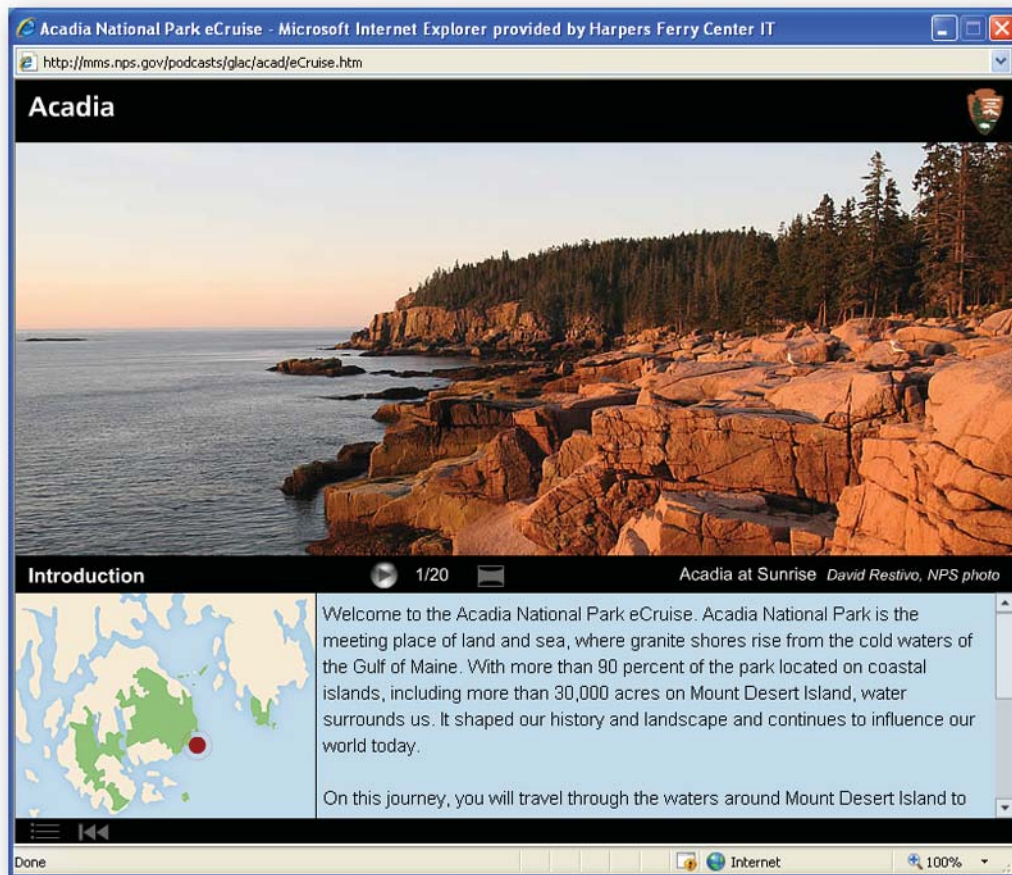 Acadia National Park eCruise - Microsoft Internet Explorer provided by Harpers Ferry Center IT
http://mms.nps.gov/podcasts/glac/acad/eCruise.htm
Acadia
Introduction
1/20
Acadia at Sunrise David Restivo, NPS photo
Welcome to the Acadia National Park eCruise. Acadia National Park is the
meeting place of land and sea, where granite shores rise from the cold waters of
the Gulf of Maine. With more than 90 percent of the park located on coastal
islands, including more than 30,000 acres on Mount Desert Island, water
surrounds us. It shaped our history and landscape and continues to influence our
world today.
On this journey, you will travel through the waters around Mount Desert Island to
Done
Internet
100%